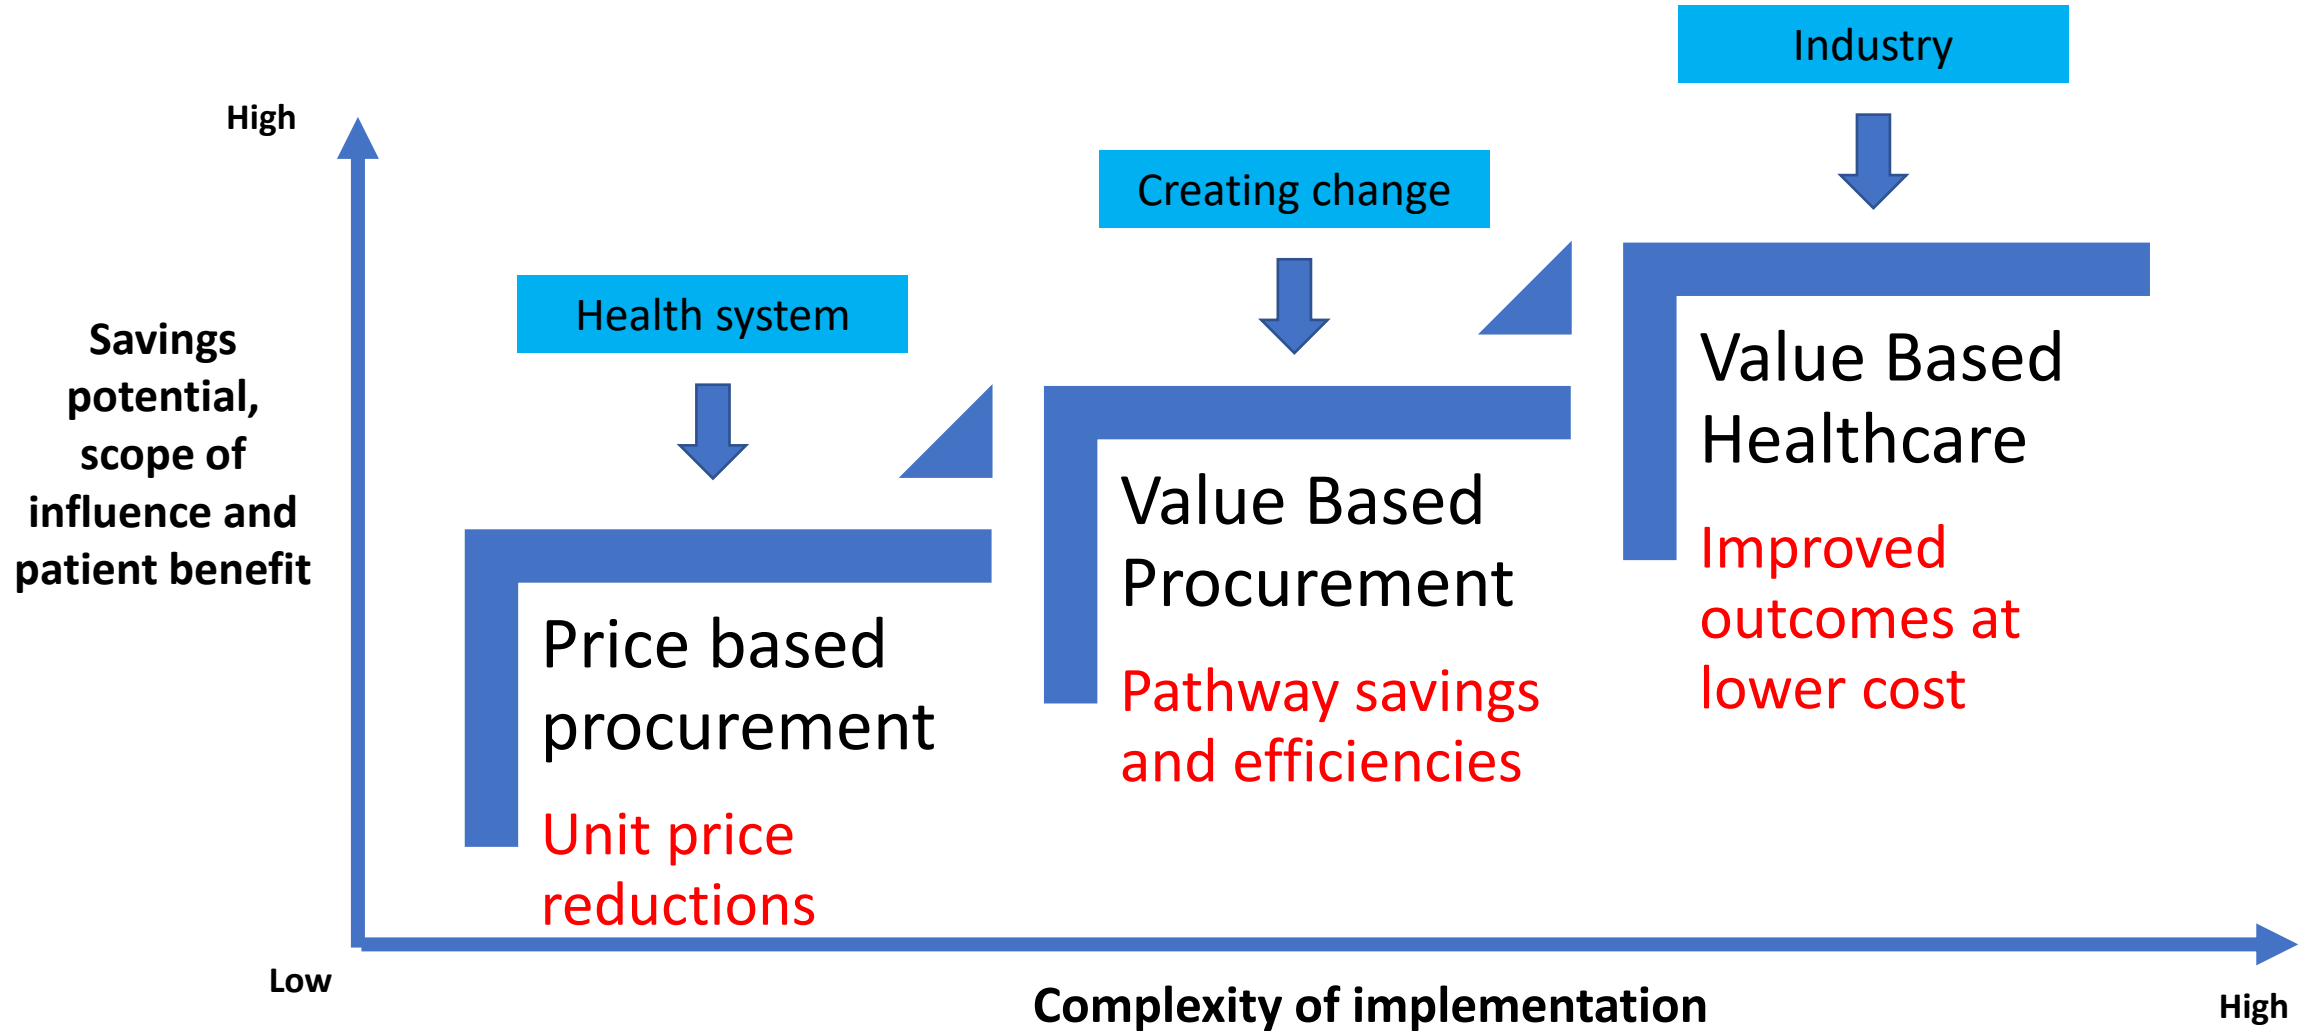 Industry
High
Creating change
Health system
Savings
potential,
scope of
influence and
patient benefit
Value Based
Healthcare
Improved
outcomes at
lower cost
Value Based
Procurement
Pathway savings
and efficiencies
Price based
procurement
Unit price
reductions
Low
Complexity of implementation
High